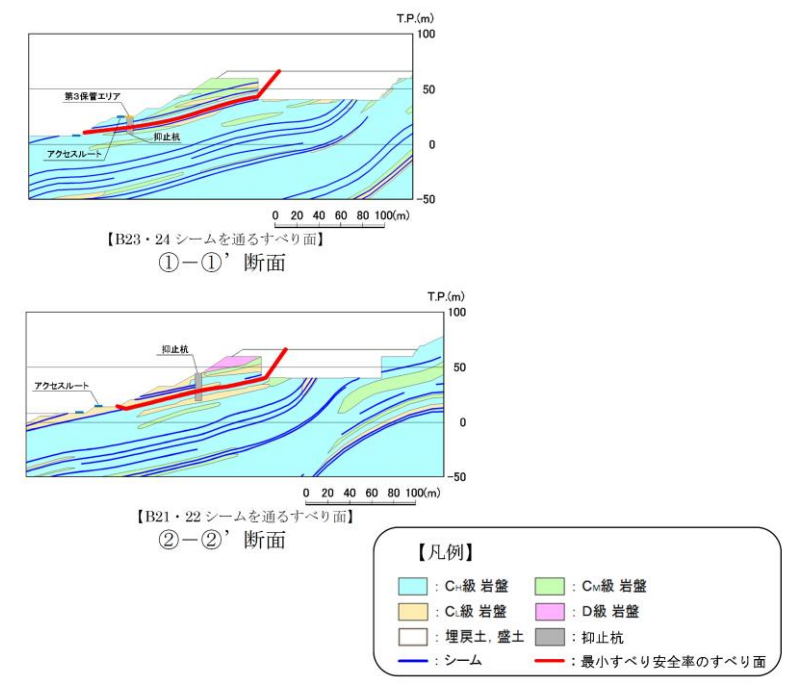 T.P.(m)
100
50
0
-50
第3保管エリア
抑止杭
アクセスルート
0 20 40 60 80 100(m)
【B23・24 シームを通るすべり面】
①－①’断面
T.P.(m)
100
50
0
-50
抑止杭
アクセスルート
0 20 40 60 80 100(m)
【B21・22 シームを通るすべり面】
②－②’断面
【凡例】
：CH級 岩盤 ：CM級 岩盤
：CL級 岩盤 ：D級 岩盤
：埋戻土，盛土 ：抑止杭
：シーム ：最小すべり安全率のすべり面